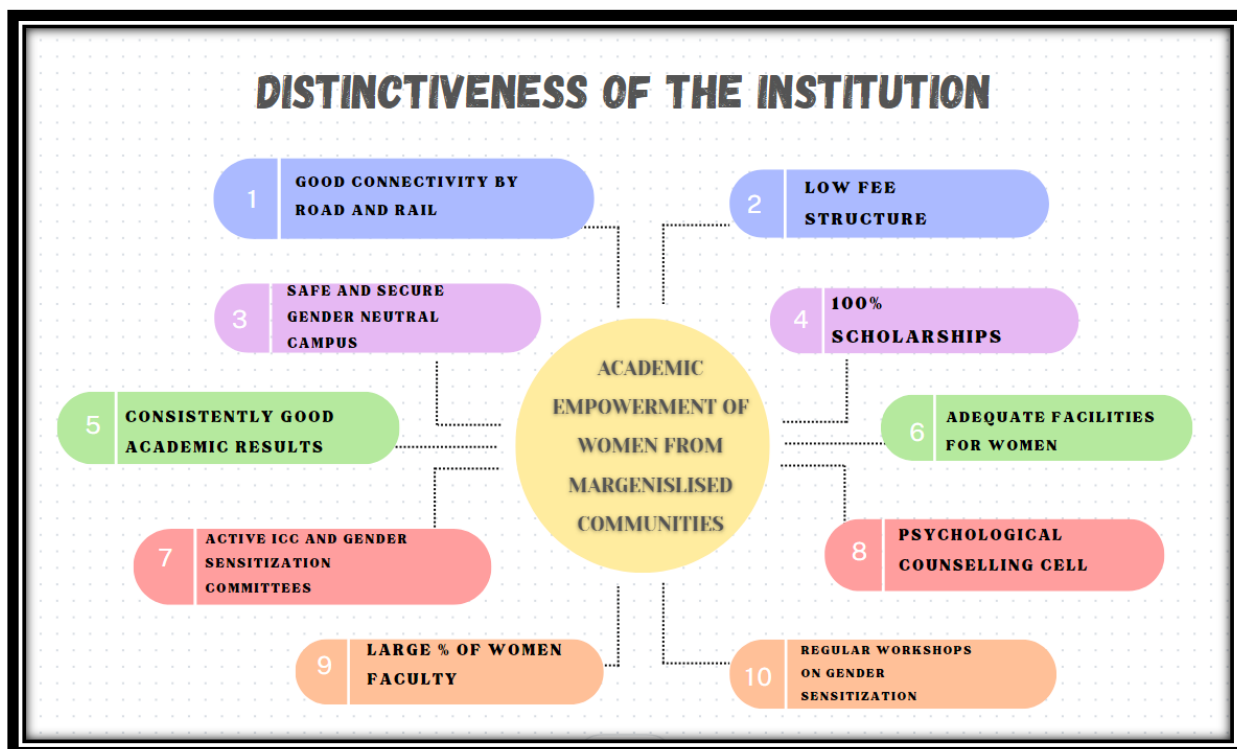 DISTINCTIVENESS OF THE INSTITUTION
1
GOOD CONNECTIVITY BY
ROAD AND RAIL
2
LOW FEE
STRUCTURE
3
SAFE AND SECURE
GENDER NEUTRAL
CAMPUS
4
100%
SCHOLARSHIPS
ACADEMIC
EMPOWERMENT OF
WOMEN FROM
MARGENISLISED
COMMUNITIES
5
CONSISTENTLY GOOD
ACADEMIC RESULTS
6
ADEQUATE FACILITIES
FOR WOMEN
7
ACTIVE ICC AND GENDER
SENSITIZATION
COMMITTEES
8
PSYCHOLOGICAL
COUNSELLING CELL
9
LARGE % OF WOMEN
FACULTY
10
REGULAR WORKSHOPS
ON GENDER
SENSITIZATION